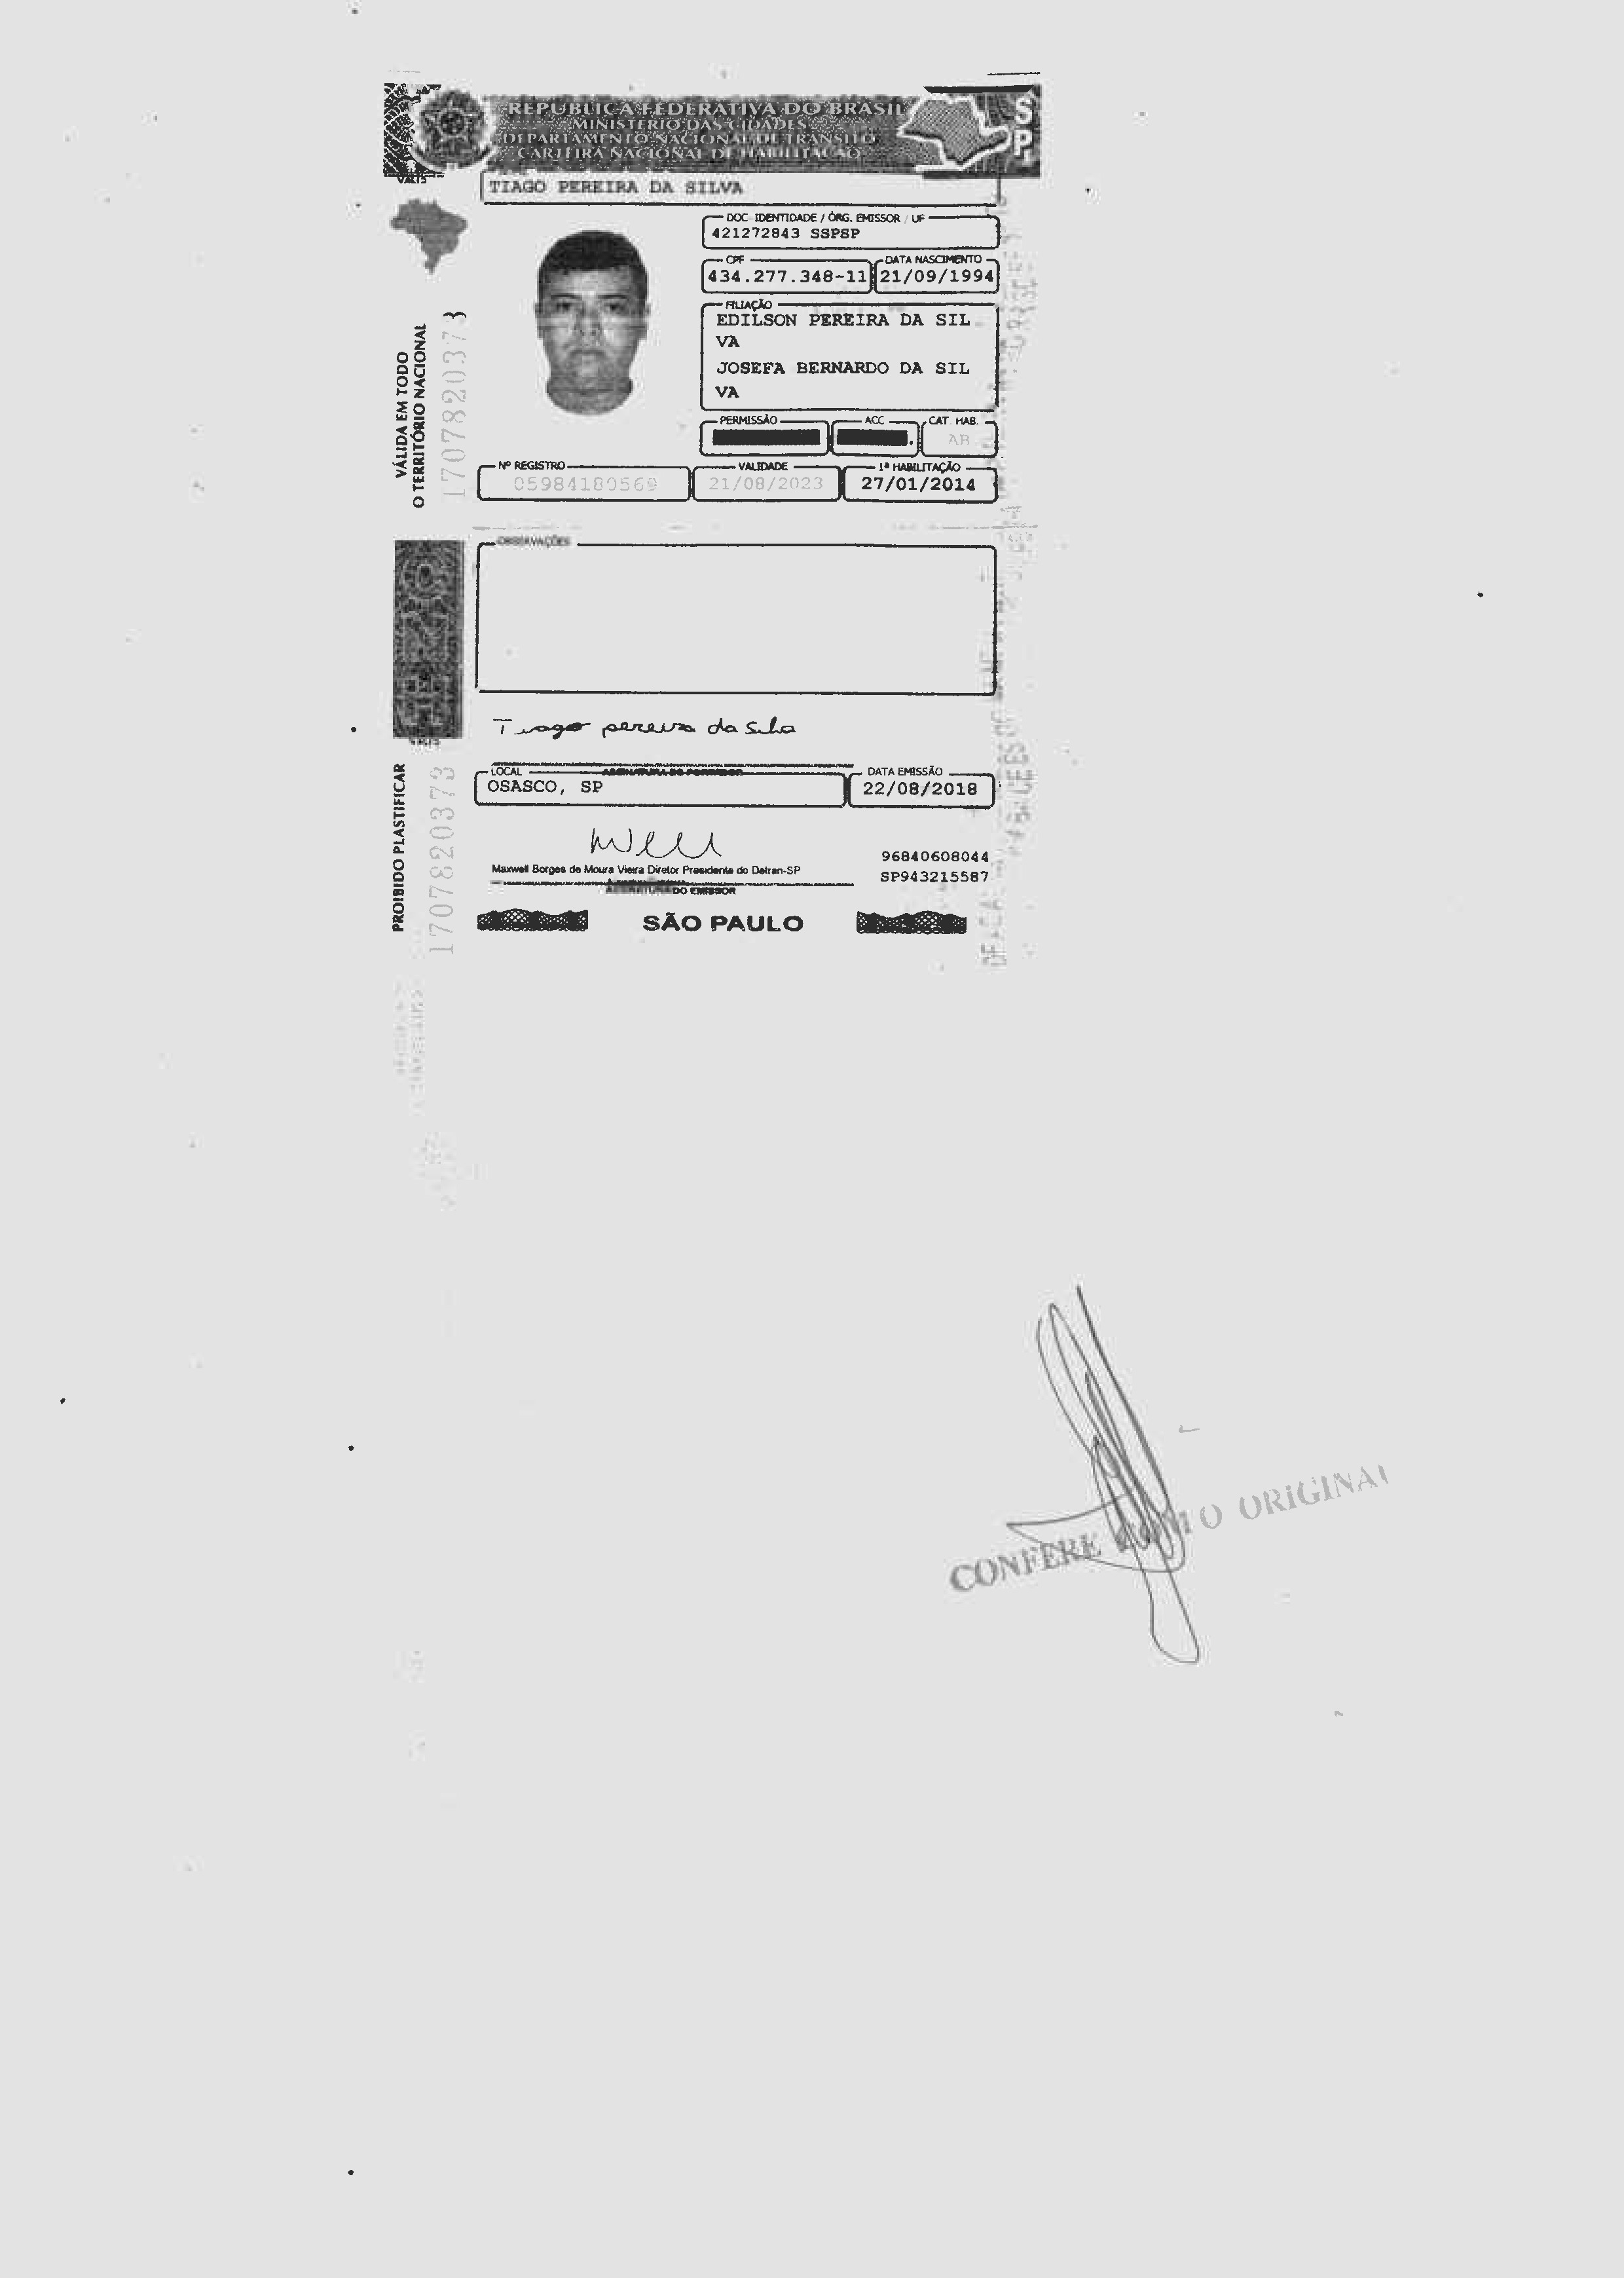 REPÚBLICA FEDERATIVA DO BRASIL
MINISTÉRIO DAS CIDADES
DEPARTAMENTO NACIONAL DE TRÂNSITO
CARTEIRA NACIONAL DE HABILITAÇÃO
SP
TIAGO PEREIRA DA SILVA
DOC IDENTIDADE / ÓRG. EMISSOR / UF
421272843 SSPSP
CPF
434.277.348-11
DATA NASCIMENTO
21/09/1994
FILIAÇÃO
EDILSON PEREIRA DA SIL
VA
JOSEFA BERNARDO DA SIL
VA
PERMISSÃO
ACC
CAT. HAB.
AB
Nº REGISTRO
05984180569
VALIDADE
21/08/2023
1ª HABILITAÇÃO
27/01/2014
VÁLIDA EM TODO
O TERRITÓRIO NACIONAL
1707820373
OBSERVAÇÕES
Tiago pereira da Silva
ASSINATURA DO PORTADOR
LOCAL
OSASCO, SP
DATA EMISSÃO
22/08/2018
Maxwell Borges de Moura Vieira Diretor Presidente do Detran-SP
ASSINATURA DO EMISSOR
96840608044
SP943215587
SÃO PAULO
PROIBIDO PLASTIFICAR
1707820373
CONFERE COM O ORIGINAL